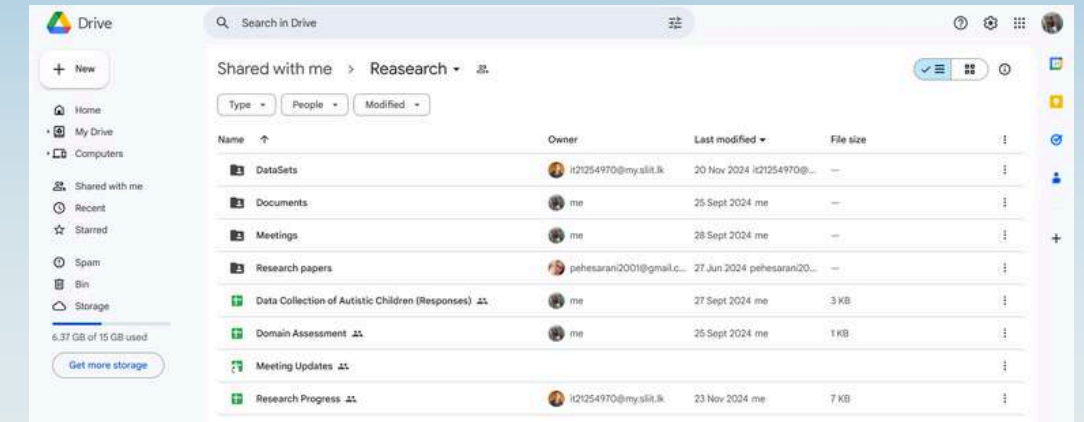 Drive
Search in Drive
New
Shared with me > Reasearch
Type People Modified
Home
My Drive
Computers
Shared with me
Recent
Starred
Spam
Bin
Storage
6.37 GB of 15 GB used
Get more storage
Name Owner Last modified File size
DataSets it21254970@my.sliit.lk 20 Nov 2024 it21254970@... —
Documents me 25 Sept 2024 me —
Meetings me 28 Sept 2024 me —
Research papers pehesarani2001@gmail.c... 27 Jun 2024 pehesarani20... —
Data Collection of Autistic Children (Responses) me 27 Sept 2024 me 3 KB
Domain Assessment me 25 Sept 2024 me 1 KB
Meeting Updates
Research Progress it21254970@my.sliit.lk 23 Nov 2024 me 7 KB